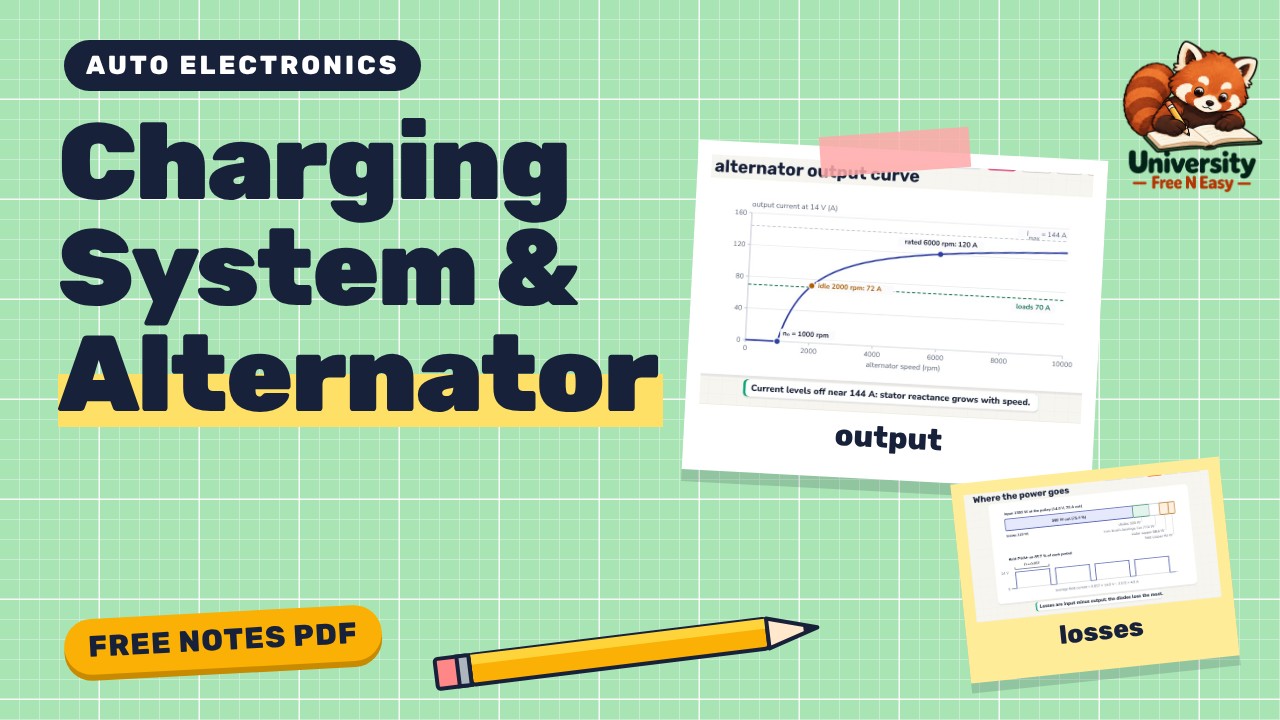 AUTO ELECTRONICS
Charging
System &
Alternator
FREE NOTES PDF
University
Free N Easy
alternator output curve
output current at 14 V (A)
160
120
80
40
0
0
2000
4000
6000
8000
10000
alternator speed (rpm)
Imax = 144 A
rated 6000 rpm: 120 A
idle 2000 rpm: 72 A
loads 70 A
n₀ = 1000 rpm
Current levels off near 144 A: stator reactance grows with speed.
output
Where the power goes
Losses are input minus output; the diodes lose the most.
losses